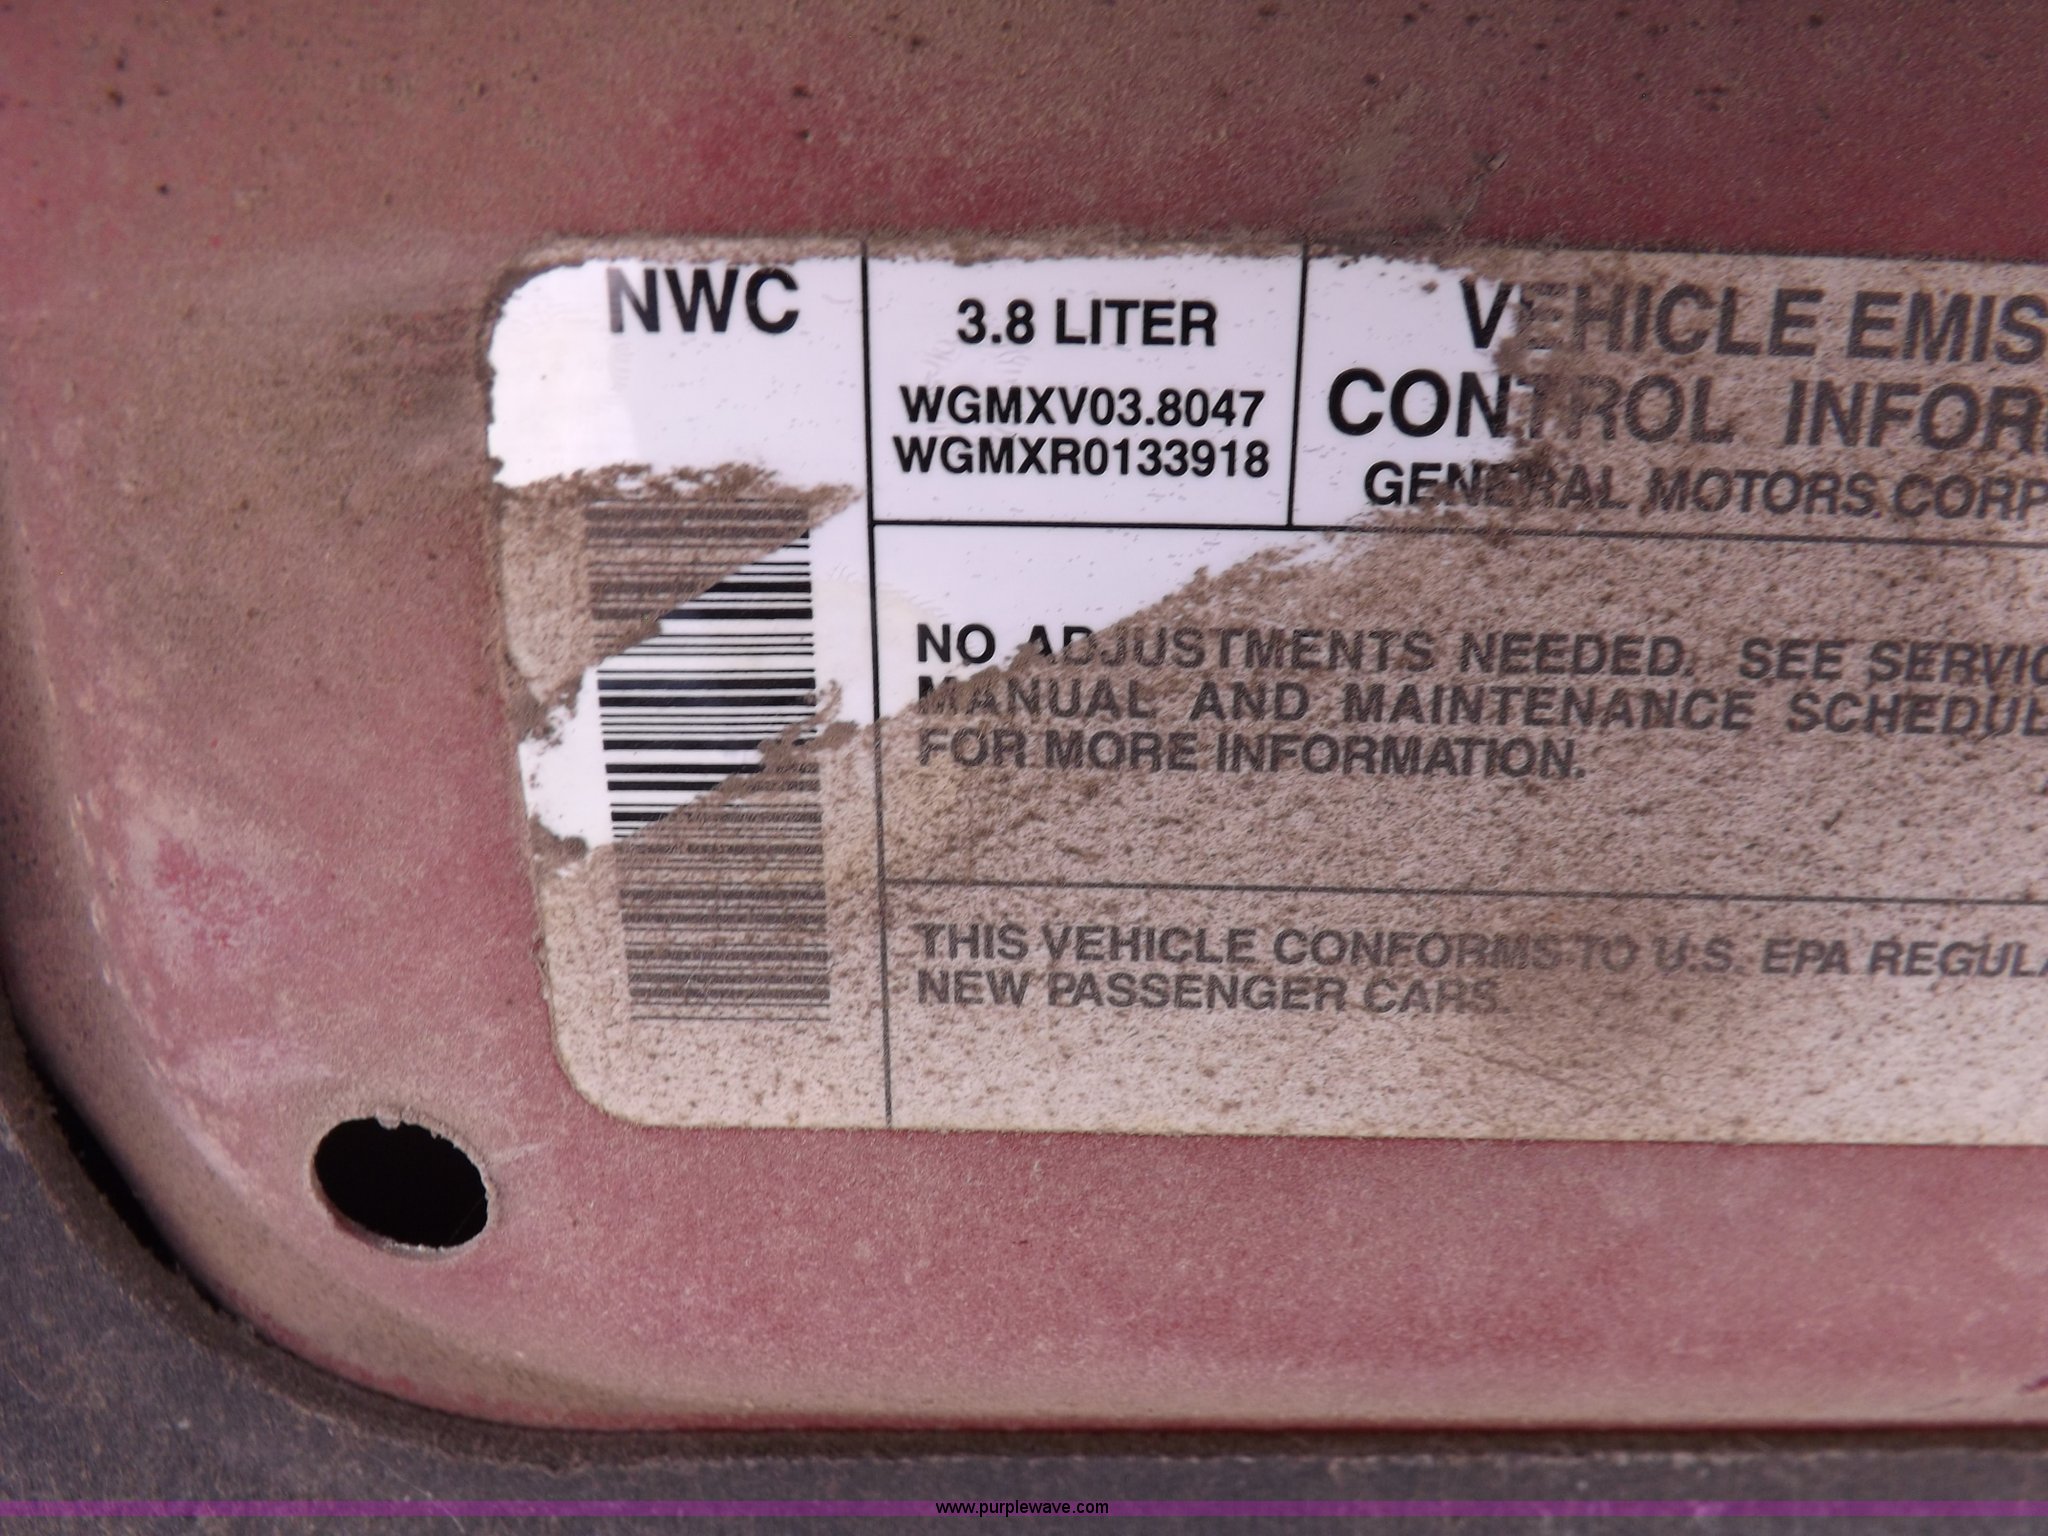 NWC
3.8 LITER
WGMXV03.8047
WGMXR0133918
VEHICLE EMIS
CONTROL INFOR
GENERAL MOTORS CORP
NO ADJUSTMENTS NEEDED. SEE SERVIC
MANUAL AND MAINTENANCE SCHEDULE
FOR MORE INFORMATION.
THIS VEHICLE CONFORMS TO U.S. EPA REGULA
NEW PASSENGER CARS.
www.purplewave.com